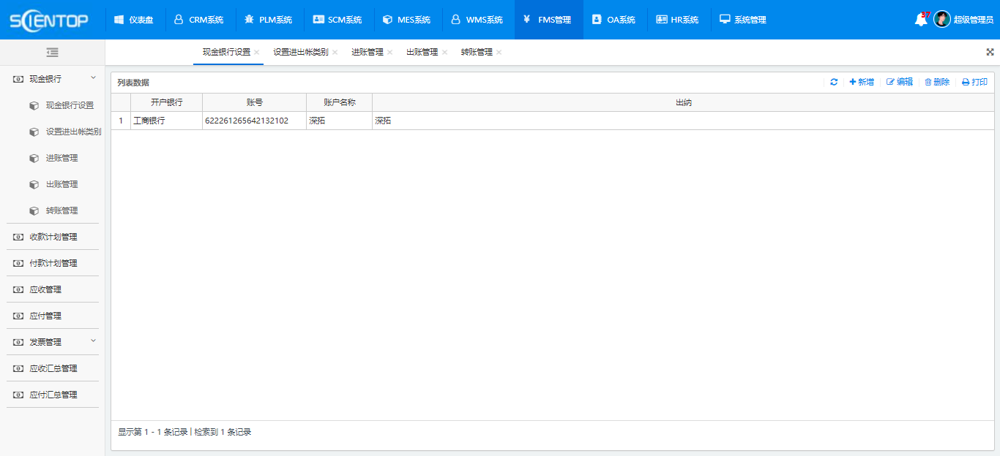 SCIENTOP 仪表盘 CRM系统 PLM系统 SCM系统 MES系统 WMS系统 ¥ FMS管理 OA系统 HR系统 系统管理 37 超级管理员
现金银行设置 × 设置进出帐类别 × 进账管理 × 出账管理 × 转账管理 ×
现金银行
现金银行设置
设置进出帐类别
进账管理
出账管理
转账管理
收款计划管理
付款计划管理
应收管理
应付管理
发票管理
应收汇总管理
应付汇总管理
列表数据 新增 编辑 删除 打印
开户银行 账号 账户名称 出纳
1 工商银行 622261265642132102 深拓 深拓
显示第 1 - 1 条记录 | 检索到 1 条记录